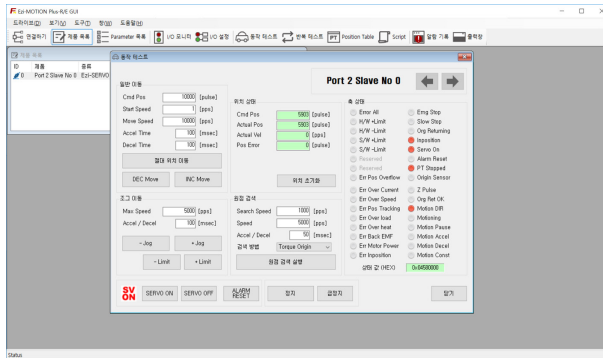 Ezi-MOTION Plus-R/E GUI
드라이브(D) 보기(V) 도구(T) 창(W) 도움말(H)
연결하기 제품 목록 Parameter 목록 I/O 모니터 I/O 설정 동작 테스트 반복 테스트 PT Position Table Script 알람 기록 출력창
제품 목록
ID 제품 종류
0 Port 2 Slave No 0 Ezi-SERVO
동작 테스트
Port 2 Slave No 0
일반 이동
Cmd Pos 10000 [pulse]
Start Speed 1 [pps]
Move Speed 10000 [pps]
Accel Time 100 [msec]
Decel Time 100 [msec]
절대 위치 이동
DEC Move INC Move
조그 이동
Max Speed 5000 [pps]
Accel / Decel 100 [msec]
- Jog + Jog
- Limit + Limit
위치 상태
Cmd Pos 5903 [pulse]
Actual Pos 5903 [pulse]
Actual Vel 0 [pps]
Pos Error 0 [pulse]
위치 초기화
원점 검색
Search Speed 1000 [pps]
Speed 5000 [pps]
Accel / Decel 50 [msec]
검색 방법 Torque Origin
원점 검색 실행
축 상태
Error All Emg Stop
H/W +Limit Slow Stop
H/W -Limit Org Returning
S/W +Limit Inposition
S/W -Limit Servo On
Reserved Alarm Reset
Reserved PT Stopped
Err Pos Overflow Origin Sensor
Err Over Current Z Pulse
Err Over Speed Org Ret OK
Err Pos Tracking Motion DIR
Err Over load Motioning
Err Over heat Motion Pause
Err Back EMF Motion Accel
Err Motor Power Motion Decel
Err Inposition Motion Const
상태 값 (HEX) 0x04580000
SV ON SERVO ON SERVO OFF ALARM RESET 정지 급정지 닫기
Status